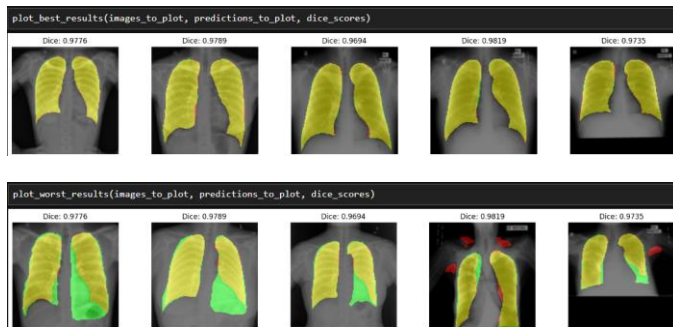 plot_best_results(images_to_plot, predictions_to_plot, dice_scores)
Dice: 0.9776 Dice: 0.9789 Dice: 0.9694 Dice: 0.9819 Dice: 0.9735
plot_worst_results(images_to_plot, predictions_to_plot, dice_scores)
Dice: 0.9776 Dice: 0.9789 Dice: 0.9694 Dice: 0.9819 Dice: 0.9735